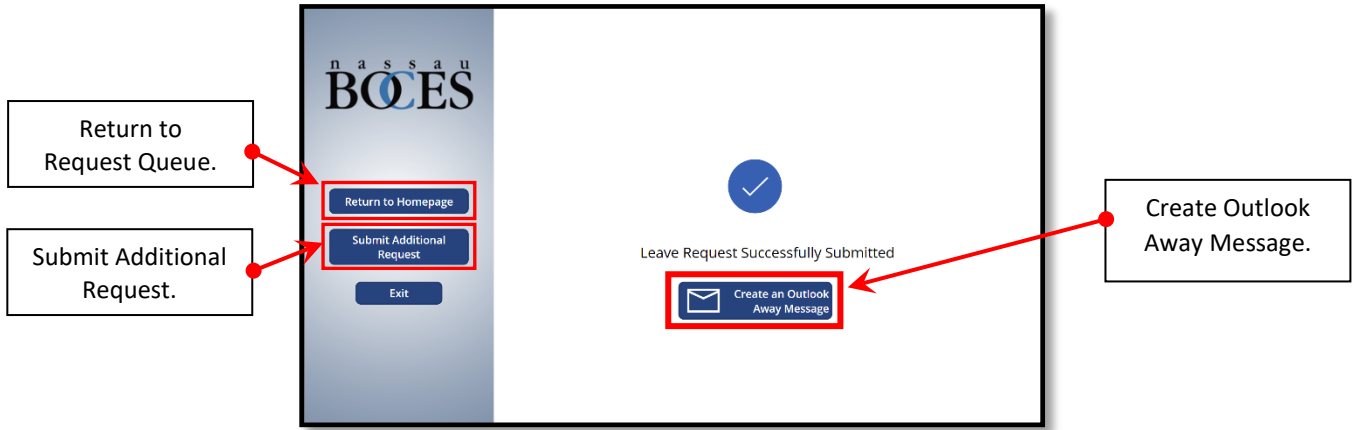 nassau
BOCES
Return to
Request Queue.
Return to Homepage
Submit Additional
Request
Submit Additional
Request.
Exit
Leave Request Successfully Submitted
Create an Outlook
Away Message
Create Outlook
Away Message.